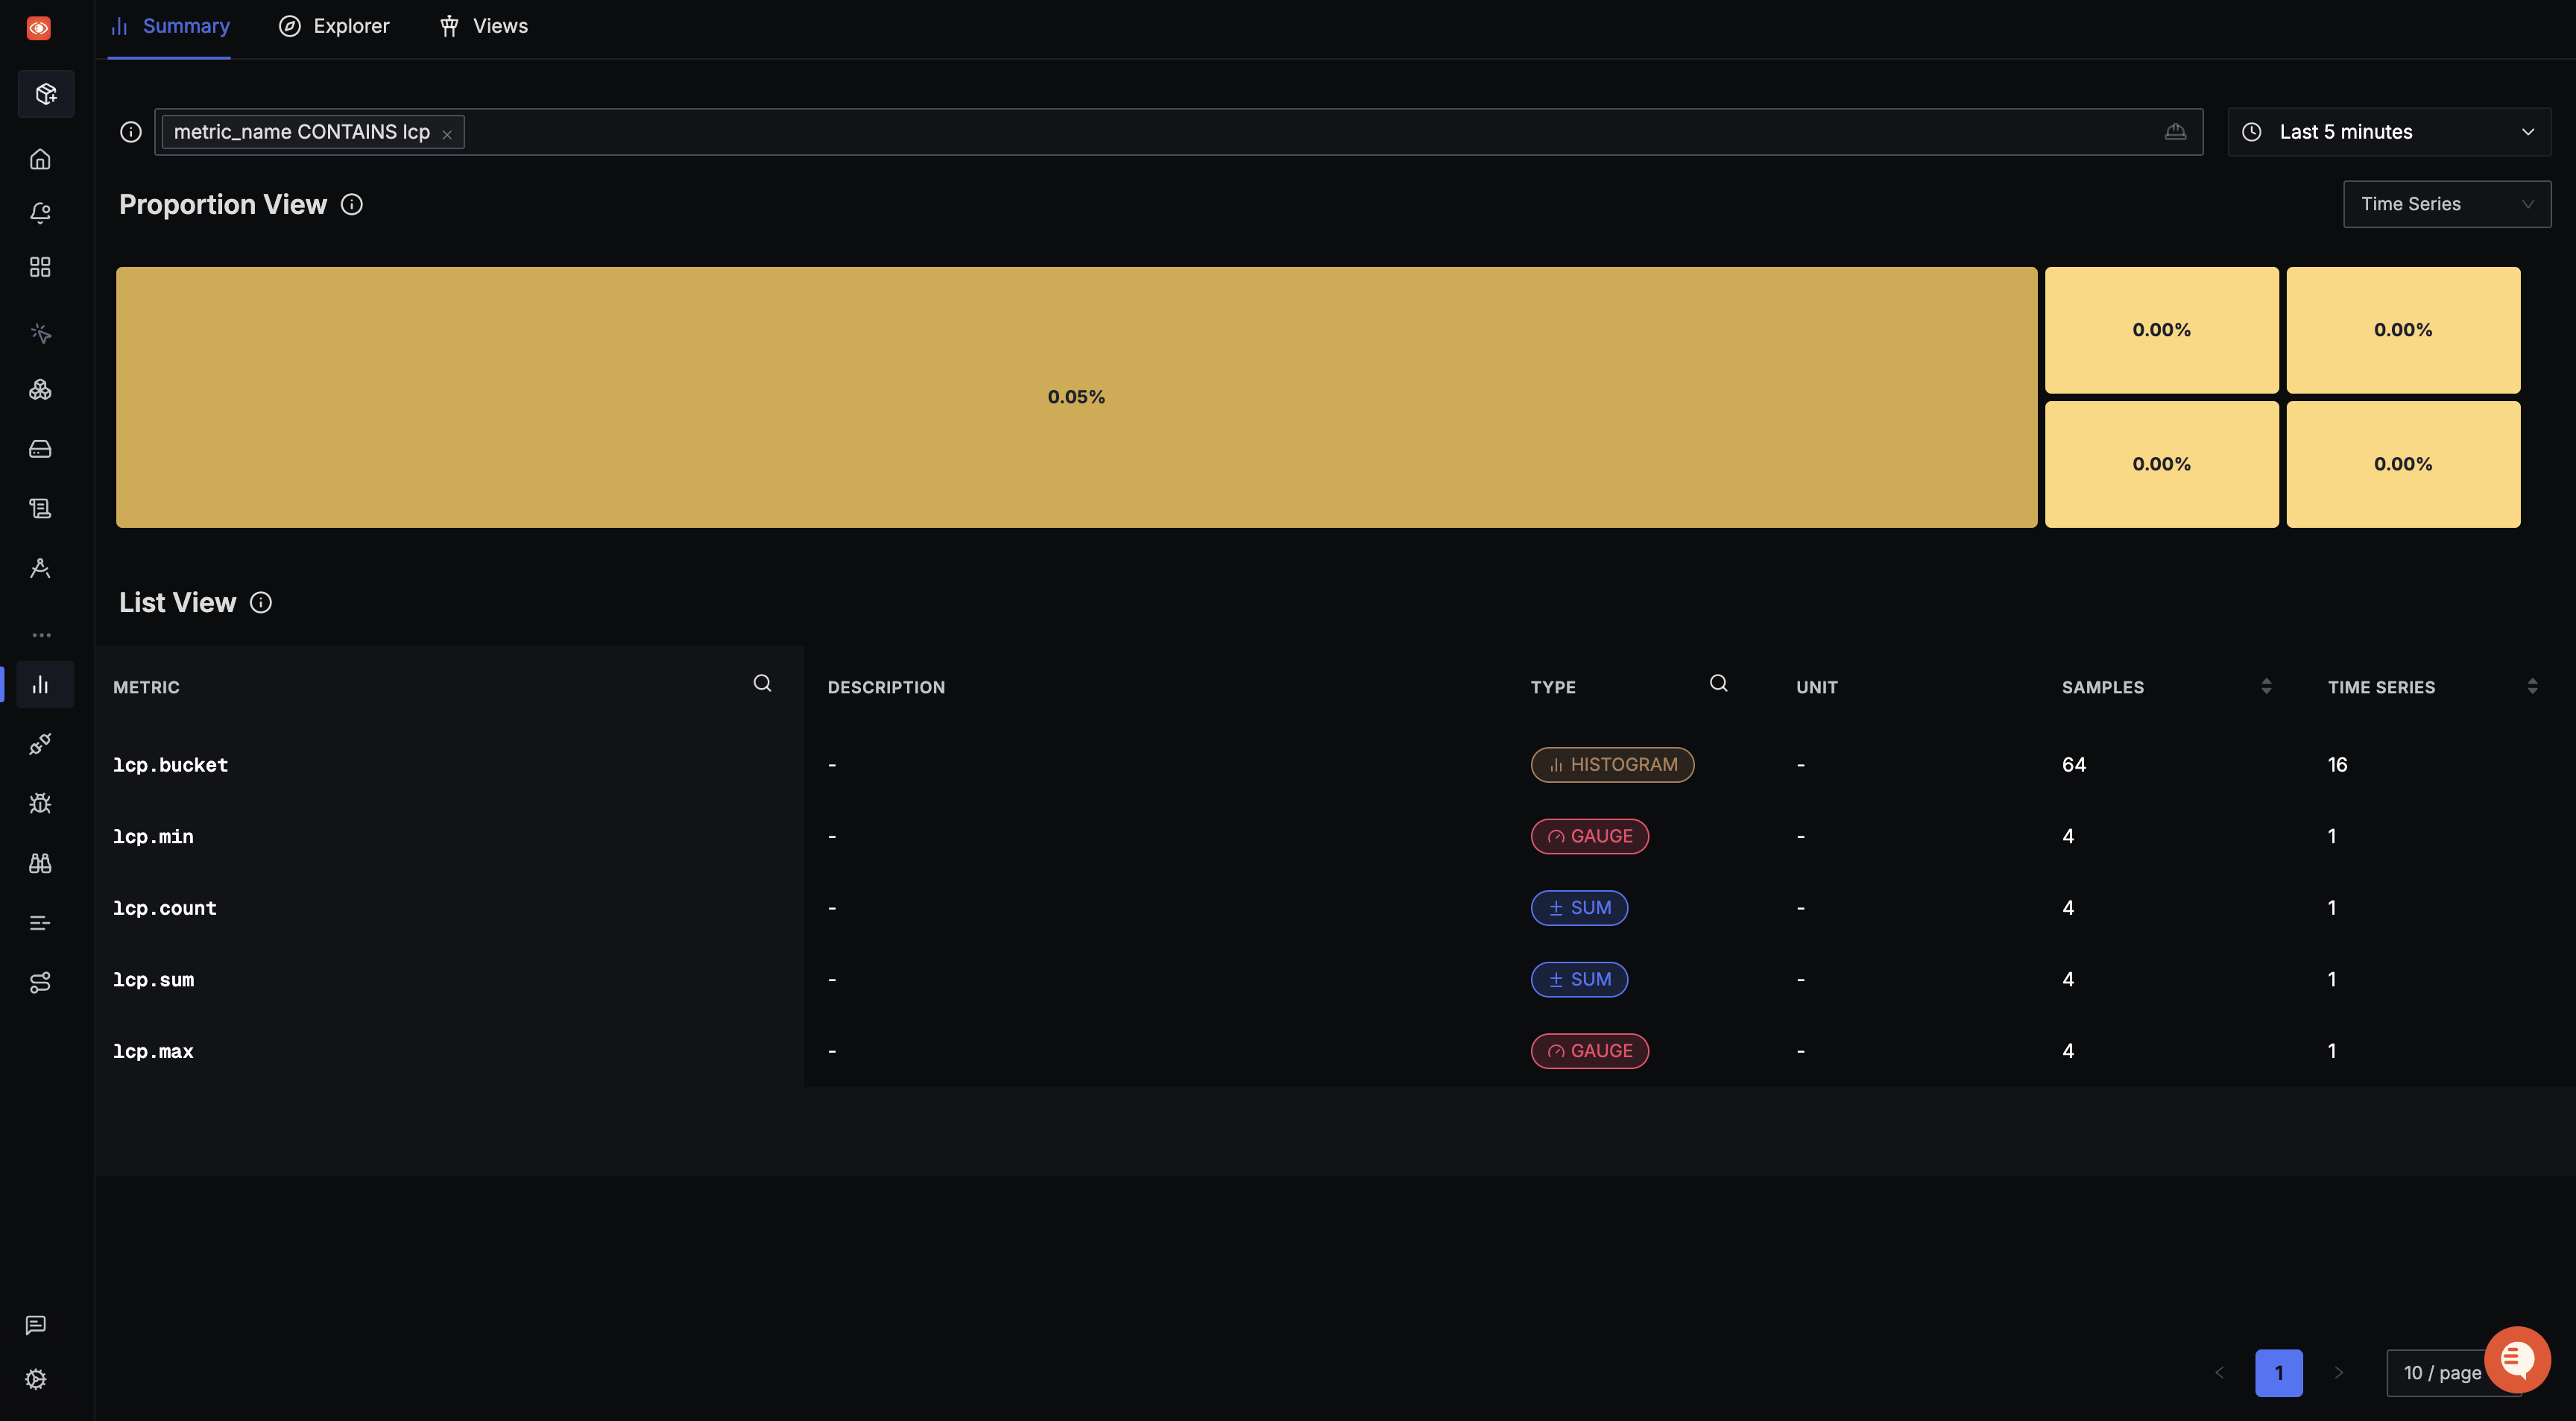 Summary Explorer Views
metric_name CONTAINS lcp × Last 5 minutes
Proportion View Time Series
0.05%
0.00% 0.00%
0.00% 0.00%
List View
METRIC DESCRIPTION TYPE UNIT SAMPLES TIME SERIES
lcp.bucket - HISTOGRAM - 64 16
lcp.min - GAUGE - 4 1
lcp.count - SUM - 4 1
lcp.sum - SUM - 4 1
lcp.max - GAUGE - 4 1
< 1 > 10 / page